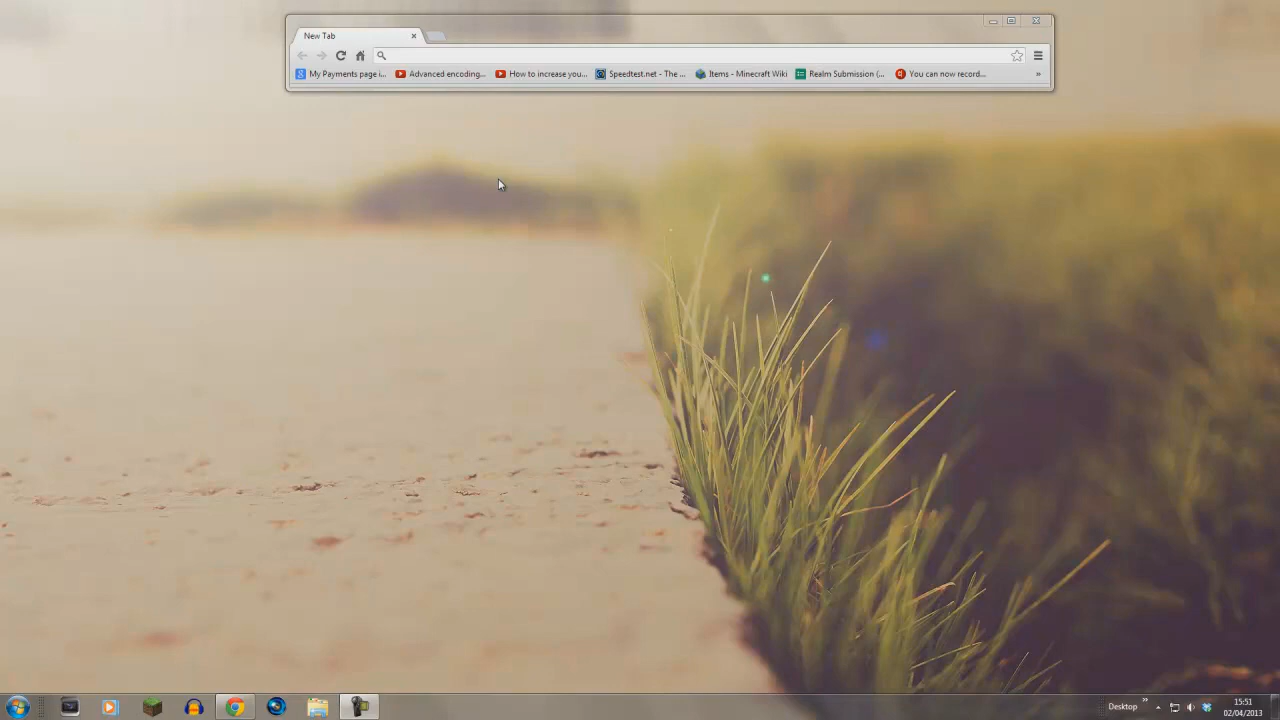 New Tab
My Payments page i...
Advanced encoding...
How to increase you...
Speedtest.net - The ...
Items - Minecraft Wiki
Realm Submission (...
You can now record...
Desktop
15:51
02/04/2013